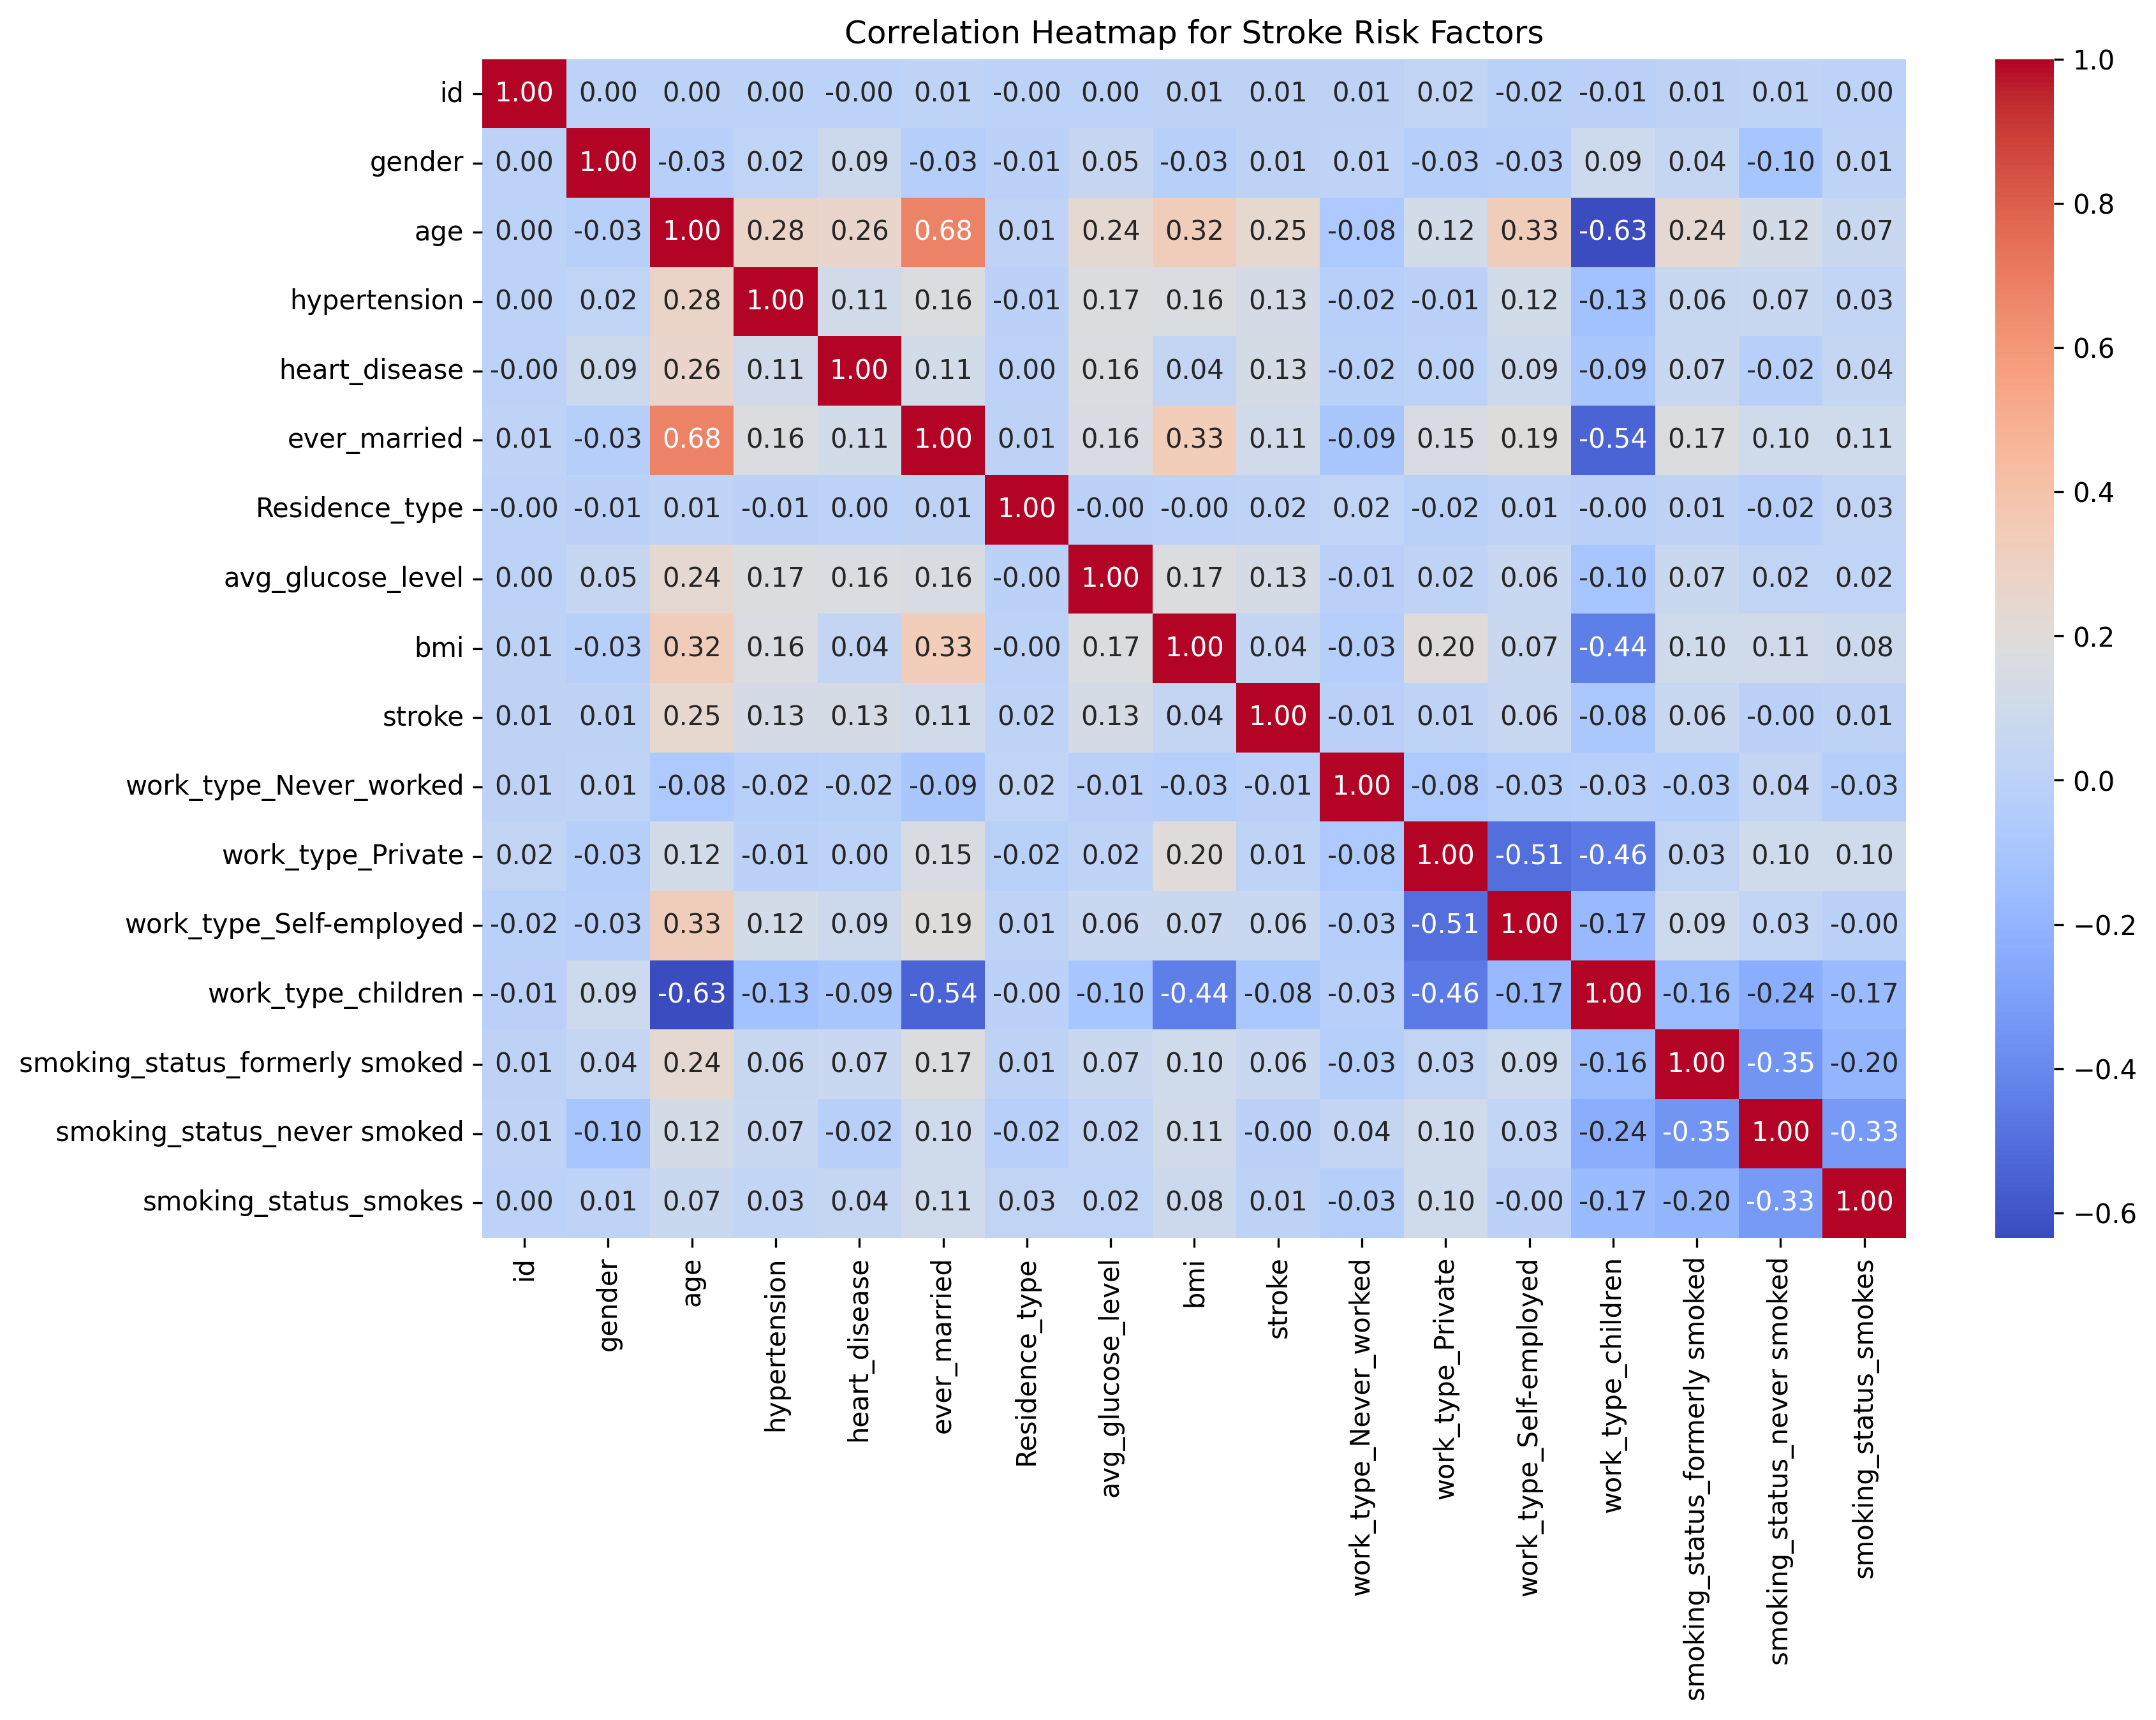 Correlation Heatmap for Stroke Risk Factors
id 1.00 0.00 0.00 0.00 -0.00 0.01 -0.00 0.00 0.01 0.01 0.01 0.02 -0.02 -0.01 0.01 0.01 0.00
gender 0.00 1.00 -0.03 0.02 0.09 -0.03 -0.01 0.05 -0.03 0.01 0.01 -0.03 -0.03 0.09 0.04 -0.10 0.01
age 0.00 -0.03 1.00 0.28 0.26 0.68 0.01 0.24 0.32 0.25 -0.08 0.12 0.33 -0.63 0.24 0.12 0.07
hypertension 0.00 0.02 0.28 1.00 0.11 0.16 -0.01 0.17 0.16 0.13 -0.02 -0.01 0.12 -0.13 0.06 0.07 0.03
heart_disease -0.00 0.09 0.26 0.11 1.00 0.11 0.00 0.16 0.04 0.13 -0.02 0.00 0.09 -0.09 0.07 -0.02 0.04
ever_married 0.01 -0.03 0.68 0.16 0.11 1.00 0.01 0.16 0.33 0.11 -0.09 0.15 0.19 -0.54 0.17 0.10 0.11
Residence_type -0.00 -0.01 0.01 -0.01 0.00 0.01 1.00 -0.00 -0.00 0.02 0.02 -0.02 0.01 -0.00 0.01 -0.02 0.03
avg_glucose_level 0.00 0.05 0.24 0.17 0.16 0.16 -0.00 1.00 0.17 0.13 -0.01 0.02 0.06 -0.10 0.07 0.02 0.02
bmi 0.01 -0.03 0.32 0.16 0.04 0.33 -0.00 0.17 1.00 0.04 -0.03 0.20 0.07 -0.44 0.10 0.11 0.08
stroke 0.01 0.01 0.25 0.13 0.13 0.11 0.02 0.13 0.04 1.00 -0.01 0.01 0.06 -0.08 0.06 -0.00 0.01
work_type_Never_worked 0.01 0.01 -0.08 -0.02 -0.02 -0.09 0.02 -0.01 -0.03 -0.01 1.00 -0.08 -0.03 -0.03 -0.03 0.04 -0.03
work_type_Private 0.02 -0.03 0.12 -0.01 0.00 0.15 -0.02 0.02 0.20 0.01 -0.08 1.00 -0.51 -0.46 0.03 0.10 0.10
work_type_Self-employed -0.02 -0.03 0.33 0.12 0.09 0.19 0.01 0.06 0.07 0.06 -0.03 -0.51 1.00 -0.17 0.09 0.03 -0.00
work_type_children -0.01 0.09 -0.63 -0.13 -0.09 -0.54 -0.00 -0.10 -0.44 -0.08 -0.03 -0.46 -0.17 1.00 -0.16 -0.24 -0.17
smoking_status_formerly smoked 0.01 0.04 0.24 0.06 0.07 0.17 0.01 0.07 0.10 0.06 -0.03 0.03 0.09 -0.16 1.00 -0.35 -0.20
smoking_status_never smoked 0.01 -0.10 0.12 0.07 -0.02 0.10 -0.02 0.02 0.11 -0.00 0.04 0.10 0.03 -0.24 -0.35 1.00 -0.33
smoking_status_smokes 0.00 0.01 0.07 0.03 0.04 0.11 0.03 0.02 0.08 0.01 -0.03 0.10 -0.00 -0.17 -0.20 -0.33 1.00
id
gender
age
hypertension
heart_disease
ever_married
Residence_type
avg_glucose_level
bmi
stroke
work_type_Never_worked
work_type_Private
work_type_Self-employed
work_type_children
smoking_status_formerly smoked
smoking_status_never smoked
smoking_status_smokes
1.0
0.8
0.6
0.4
0.2
0.0
−0.2
−0.4
−0.6